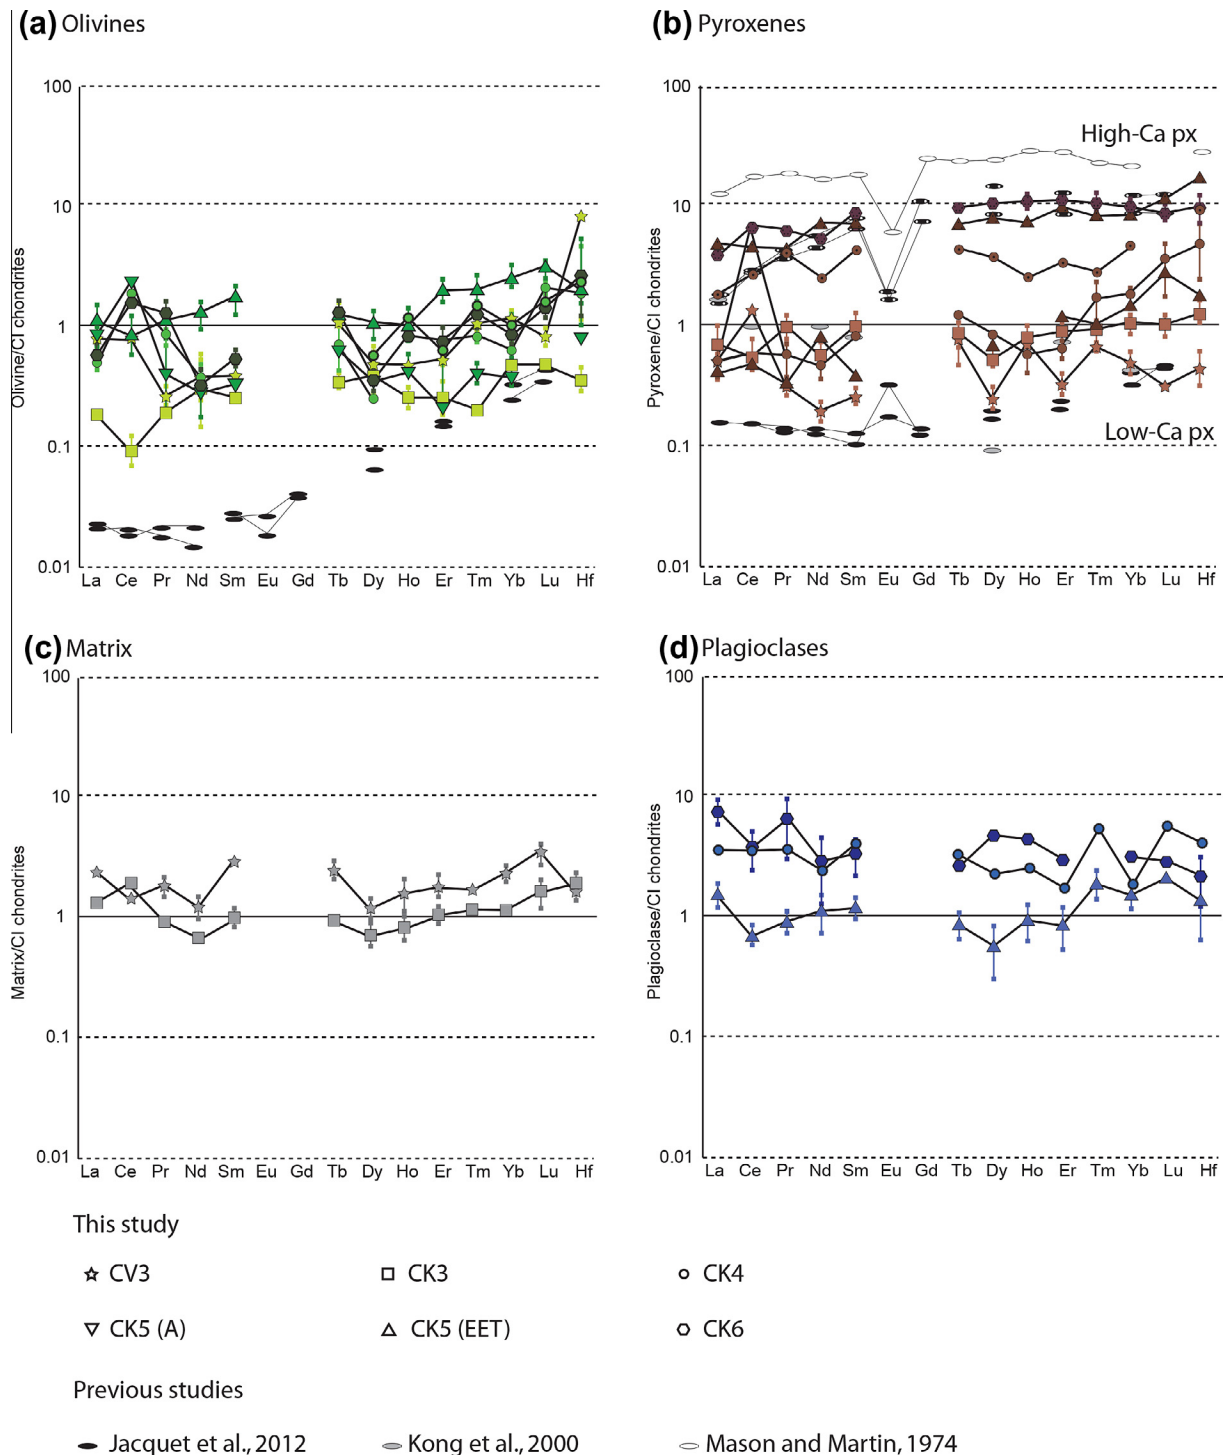 (a) Olivines
100
10
1
0.1
0.01
Olivine/CI chondrites
La Ce Pr Nd Sm Eu Gd Tb Dy Ho Er Tm Yb Lu Hf
(b) Pyroxenes
100
10
1
0.1
0.01
Pyroxene/CI chondrites
High-Ca px
Low-Ca px
La Ce Pr Nd Sm Eu Gd Tb Dy Ho Er Tm Yb Lu Hf
(c) Matrix
100
10
1
0.1
0.01
Matrix/CI chondrites
La Ce Pr Nd Sm Eu Gd Tb Dy Ho Er Tm Yb Lu Hf
(d) Plagioclases
100
10
1
0.1
0.01
Plagioclase/CI chondrites
La Ce Pr Nd Sm Eu Gd Tb Dy Ho Er Tm Yb Lu Hf
This study
CV3 CK3 CK4
CK5 (A) CK5 (EET) CK6
Previous studies
Jacquet et al., 2012 Kong et al., 2000 Mason and Martin, 1974